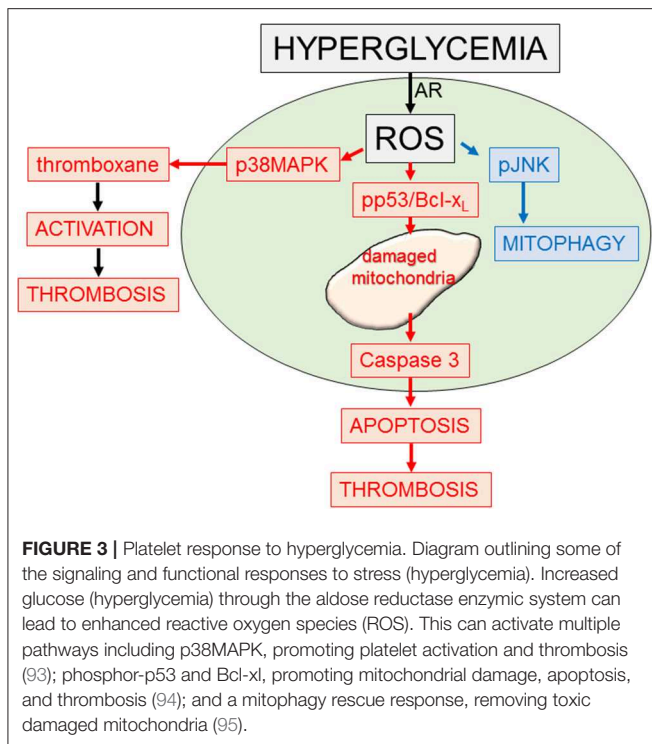 HYPERGLYCEMIA
AR
ROS
thromboxane
p38MAPK
pJNK
pp53/Bcl-xL
ACTIVATION
MITOPHAGY
damaged
mitochondria
THROMBOSIS
Caspase 3
APOPTOSIS
THROMBOSIS
FIGURE 3 | Platelet response to hyperglycemia. Diagram outlining some of
the signaling and functional responses to stress (hyperglycemia). Increased
glucose (hyperglycemia) through the aldose reductase enzymic system can
lead to enhanced reactive oxygen species (ROS). This can activate multiple
pathways including p38MAPK, promoting platelet activation and thrombosis
(93); phosphor-p53 and Bcl-xl, promoting mitochondrial damage, apoptosis,
and thrombosis (94); and a mitophagy rescue response, removing toxic
damaged mitochondria (95).